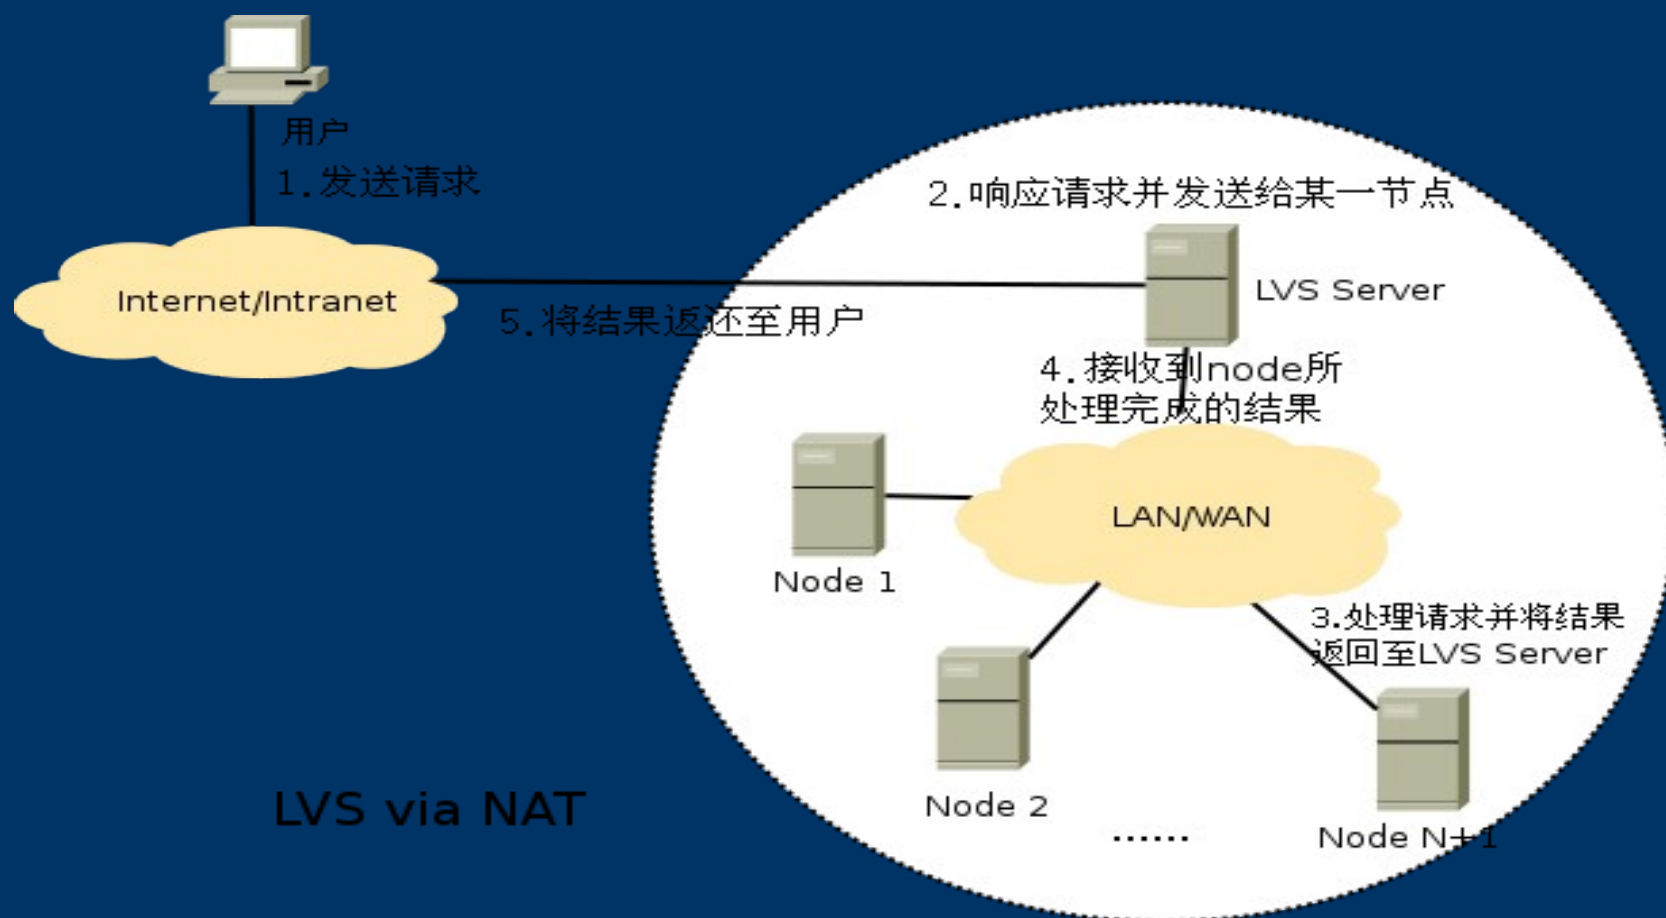 用户
1.发送请求
2.响应请求并发送给某一节点
Internet/Intranet
LVS Server
5.将结果返还至用户
4.接收到node所
处理完成的结果
LAN/WAN
Node 1
3.处理请求并将结果
返回至LVS Server
LVS via NAT
Node 2
......
Node N+1